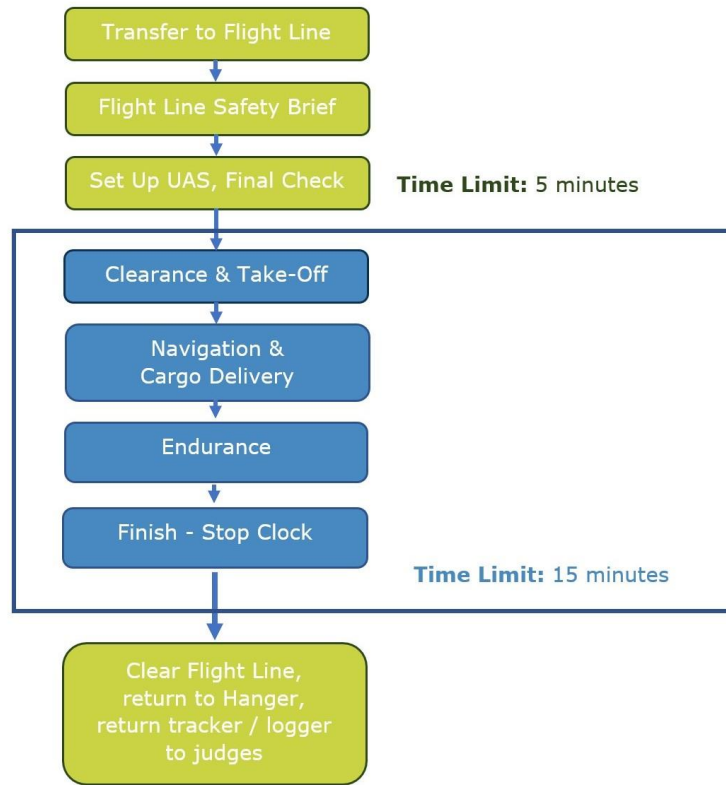 Transfer to Flight Line
Flight Line Safety Brief
Set Up UAS, Final Check
Time Limit: 5 minutes
Clearance & Take-Off
Navigation &
Cargo Delivery
Endurance
Finish - Stop Clock
Time Limit: 15 minutes
Clear Flight Line,
return to Hanger,
return tracker / logger
to judges